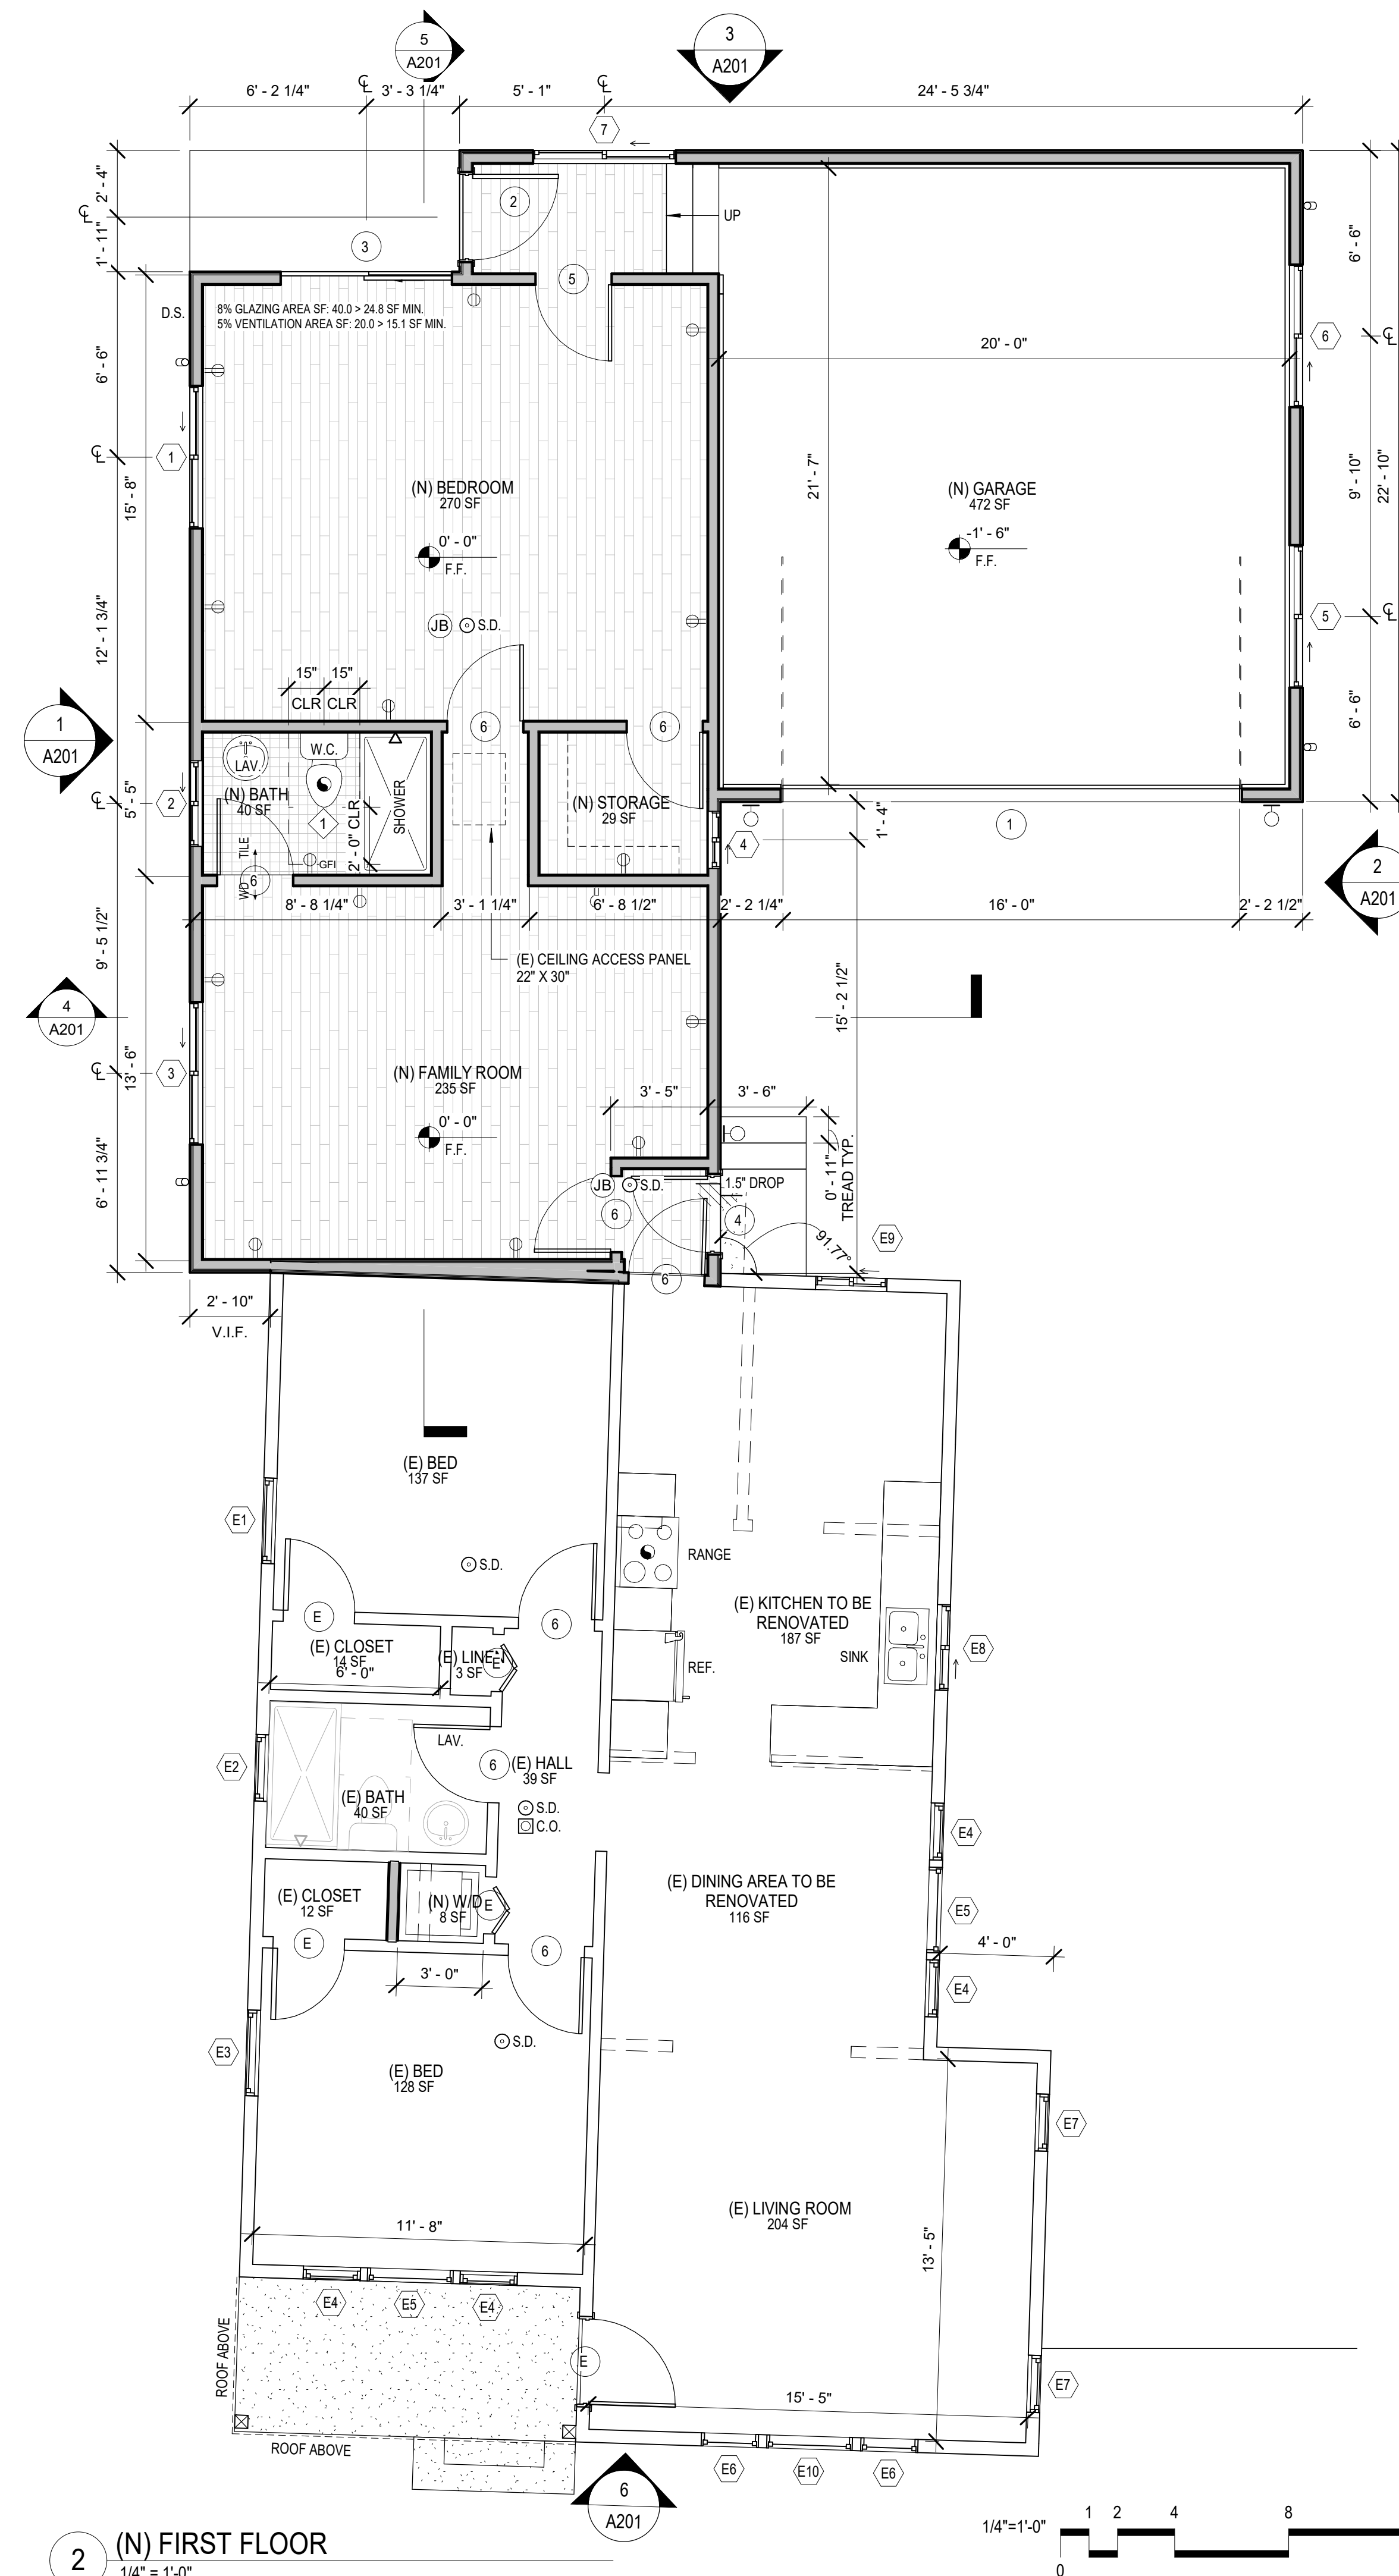 5
A201
3
A201
6' - 2 1/4"
3' - 3 1/4"
5' - 1"
24' - 5 3/4"
7
2' - 4"
1' - 11"
2
UP
3
5
6' - 6"
D.S.
8% GLAZING AREA SF: 40.0 > 24.8 SF MIN.
5% VENTILATION AREA SF: 20.0 > 15.1 SF MIN.
6' - 6"
20' - 0"
6
1
15' - 8"
21' - 7"
9' - 10"
22' - 10"
(N) BEDROOM
270 SF
0' - 0"
F.F.
(N) GARAGE
472 SF
-1' - 6"
F.F.
12' - 1 3/4"
JB
S.D.
5
15"
15"
CLR
CLR
6' - 6"
1
A201
6
6
LAV.
W.C.
SHOWER
(N) BATH
40 SF
2
5' - 5"
1
2' - 0" CLR
GFI
TILE
WD
6
(N) STORAGE
29 SF
4
1' - 4"
1
2
A201
8' - 8 1/4"
3' - 1 1/4"
6' - 8 1/2"
2' - 2 1/4"
16' - 0"
2' - 2 1/2"
9' - 5 1/2"
(E) CEILING ACCESS PANEL
22" X 30"
15' - 2 1/2"
4
A201
3
13' - 6"
(N) FAMILY ROOM
235 SF
0' - 0"
F.F.
3' - 5"
3' - 6"
6' - 11 3/4"
0' - 11"
TREAD TYP.
JB
S.D.
1.5" DROP
6
4
91.77°
E9
6
2' - 10"
V.I.F.
(E) BED
137 SF
E1
S.D.
RANGE
(E) KITCHEN TO BE
RENOVATED
187 SF
E
6
(E) CLOSET
14 SF
6' - 0"
(E) LINEN
3 SF
E
REF.
SINK
E8
LAV.
E2
6
(E) HALL
39 SF
(E) BATH
40 SF
S.D.
C.O.
E4
(E) DINING AREA TO BE
RENOVATED
116 SF
(E) CLOSET
12 SF
(N) W/D
8 SF
E
E5
E
6
4' - 0"
3' - 0"
E4
S.D.
E3
(E) BED
128 SF
E7
(E) LIVING ROOM
204 SF
11' - 8"
13' - 5"
E4
E5
E4
ROOF ABOVE
E
15' - 5"
E7
ROOF ABOVE
E6
E10
E6
6
A201
1/4"=1'-0"
1
2
4
8
0
2
(N) FIRST FLOOR
1/4" = 1'-0"